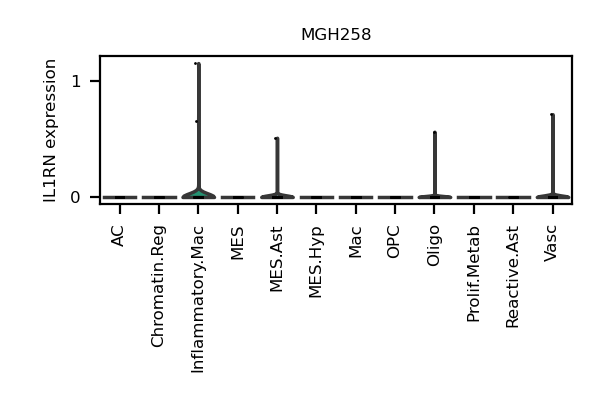 MGH258
IL1RN expression
1
0
AC
Chromatin.Reg
Inflammatory.Mac
MES
MES.Ast
MES.Hyp
Mac
OPC
Oligo
Prolif.Metab
Reactive.Ast
Vasc